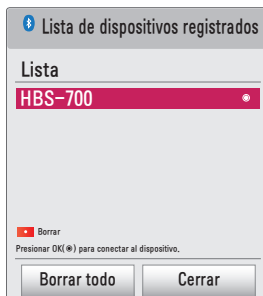 Lista de dispositivos registrados
Lista
HBS-700
Borrar
Presionar OK(◉) para conectar al dispositivo.
Borrar todo
Cerrar